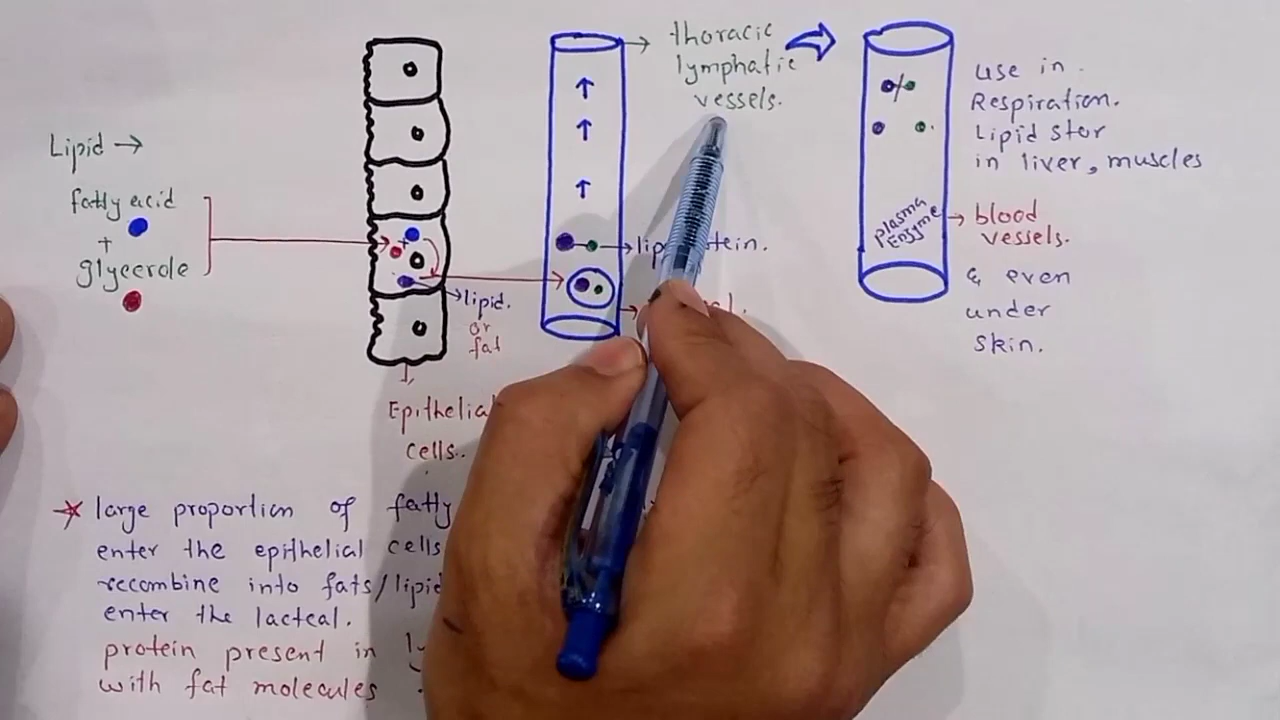 Lipid →
fatty acid
+
glycerole
+
lipid.
or
fat
Epithelial
cells..
thoracic
lymphatic
vessels.
use in
Respiration.
Lipid stor
in liver, muscles
plasma
Enzyme
blood
vessels.
& even
under
skin.
* large proportion of fatty
enter the epithelial cells
recombine into fats/lipid
enter the lacteal.
protein present in
with fat molecules